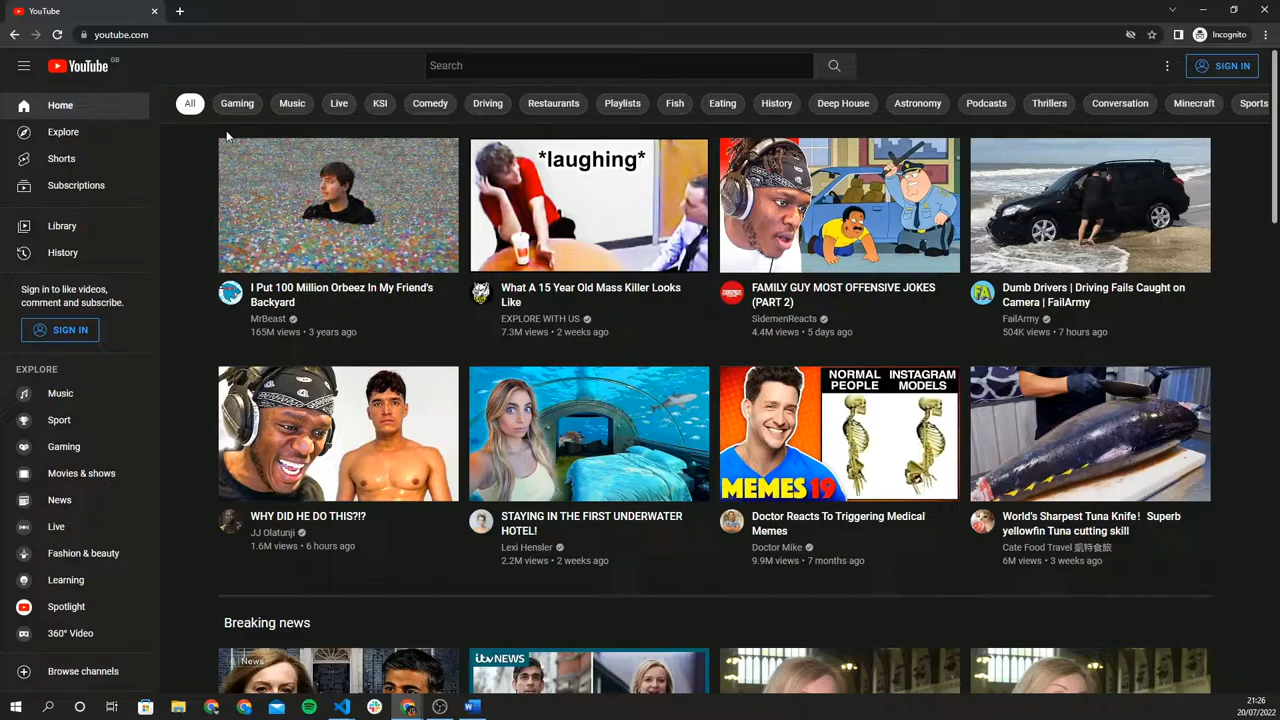 YouTube
youtube.com
Incognito
YouTube GB
Search
SIGN IN
All
Gaming
Music
Live
KSI
Comedy
Driving
Restaurants
Playlists
Fish
Eating
History
Deep House
Astronomy
Podcasts
Thrillers
Conversation
Minecraft
Sports
Home
Explore
Shorts
Subscriptions
Library
History
Sign in to like videos,
comment and subscribe.
SIGN IN
EXPLORE
Music
Sport
Gaming
Movies & shows
News
Live
Fashion & beauty
Learning
Spotlight
360° Video
Browse channels
I Put 100 Million Orbeez In My Friend's
Backyard
MrBeast
165M views • 3 years ago
*laughing*
What A 15 Year Old Mass Killer Looks
Like
EXPLORE WITH US
7.3M views • 2 weeks ago
FAMILY GUY MOST OFFENSIVE JOKES
(PART 2)
SidemenReacts
4.4M views • 5 days ago
Dumb Drivers | Driving Fails Caught on
Camera | FailArmy
FA
FailArmy
504K views • 7 hours ago
WHY DID HE DO THIS?!?
JJ Olatunji
1.6M views • 6 hours ago
STAYING IN THE FIRST UNDERWATER
HOTEL!
Lexi Hensler
2.2M views • 2 weeks ago
NORMAL PEOPLE
INSTAGRAM MODELS
MEMES 19
Doctor Reacts To Triggering Medical
Memes
Doctor Mike
9.9M views • 7 months ago
World's Sharpest Tuna Knife！Superb
yellowfin Tuna cutting skill
Cate Food Travel 凱特食旅
6M views • 3 weeks ago
Breaking news
News
itv NEWS
21:26
20/07/2022